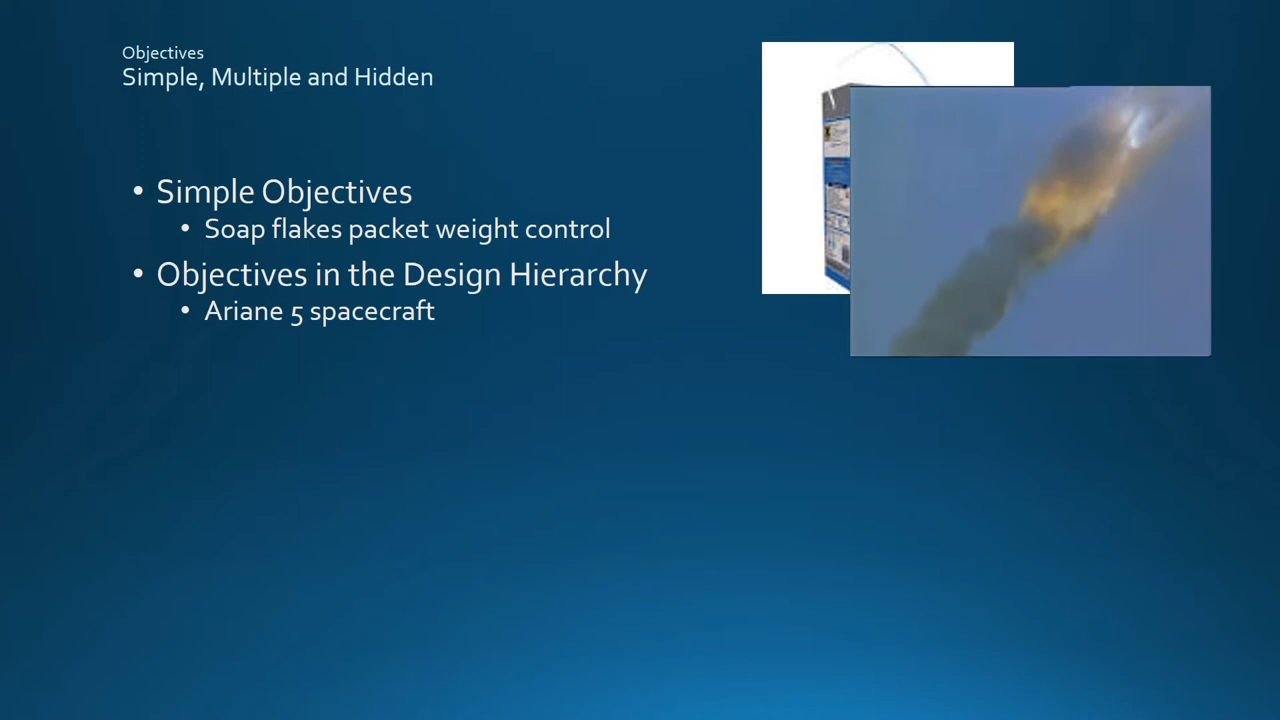 Objectives
Simple, Multiple and Hidden
• Simple Objectives
• Soap flakes packet weight control
• Objectives in the Design Hierarchy
• Ariane 5 spacecraft